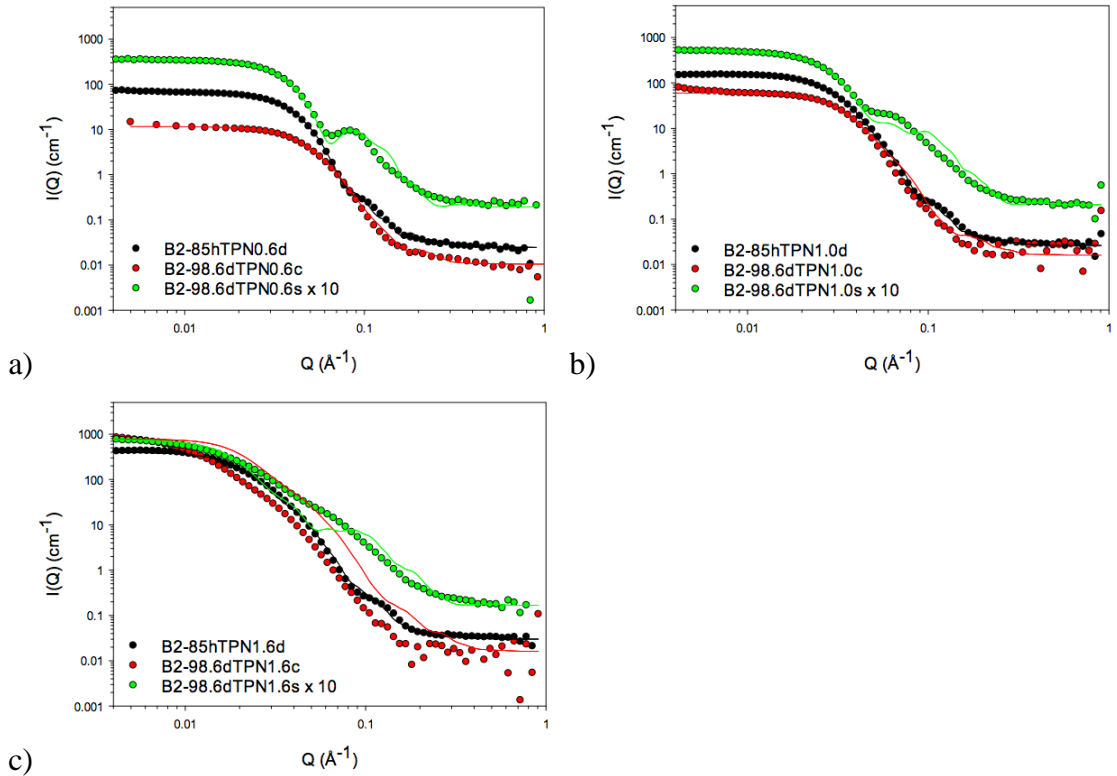 1000
100
10
1
0.1
0.01
0.001
I(Q) (cm⁻¹)
B2-85hTPN0.6d
B2-98.6dTPN0.6c
B2-98.6dTPN0.6s x 10
0.01 0.1 1
Q (Å⁻¹)
a)
1000
100
10
1
0.1
0.01
0.001
I(Q) (cm⁻¹)
B2-85hTPN1.0d
B2-98.6dTPN1.0c
B2-98.6dTPN1.0s x 10
0.01 0.1 1
Q (Å⁻¹)
b)
1000
100
10
1
0.1
0.01
0.001
I(Q) (cm⁻¹)
B2-85hTPN1.6d
B2-98.6dTPN1.6c
B2-98.6dTPN1.6s x 10
0.01 0.1 1
Q (Å⁻¹)
c)